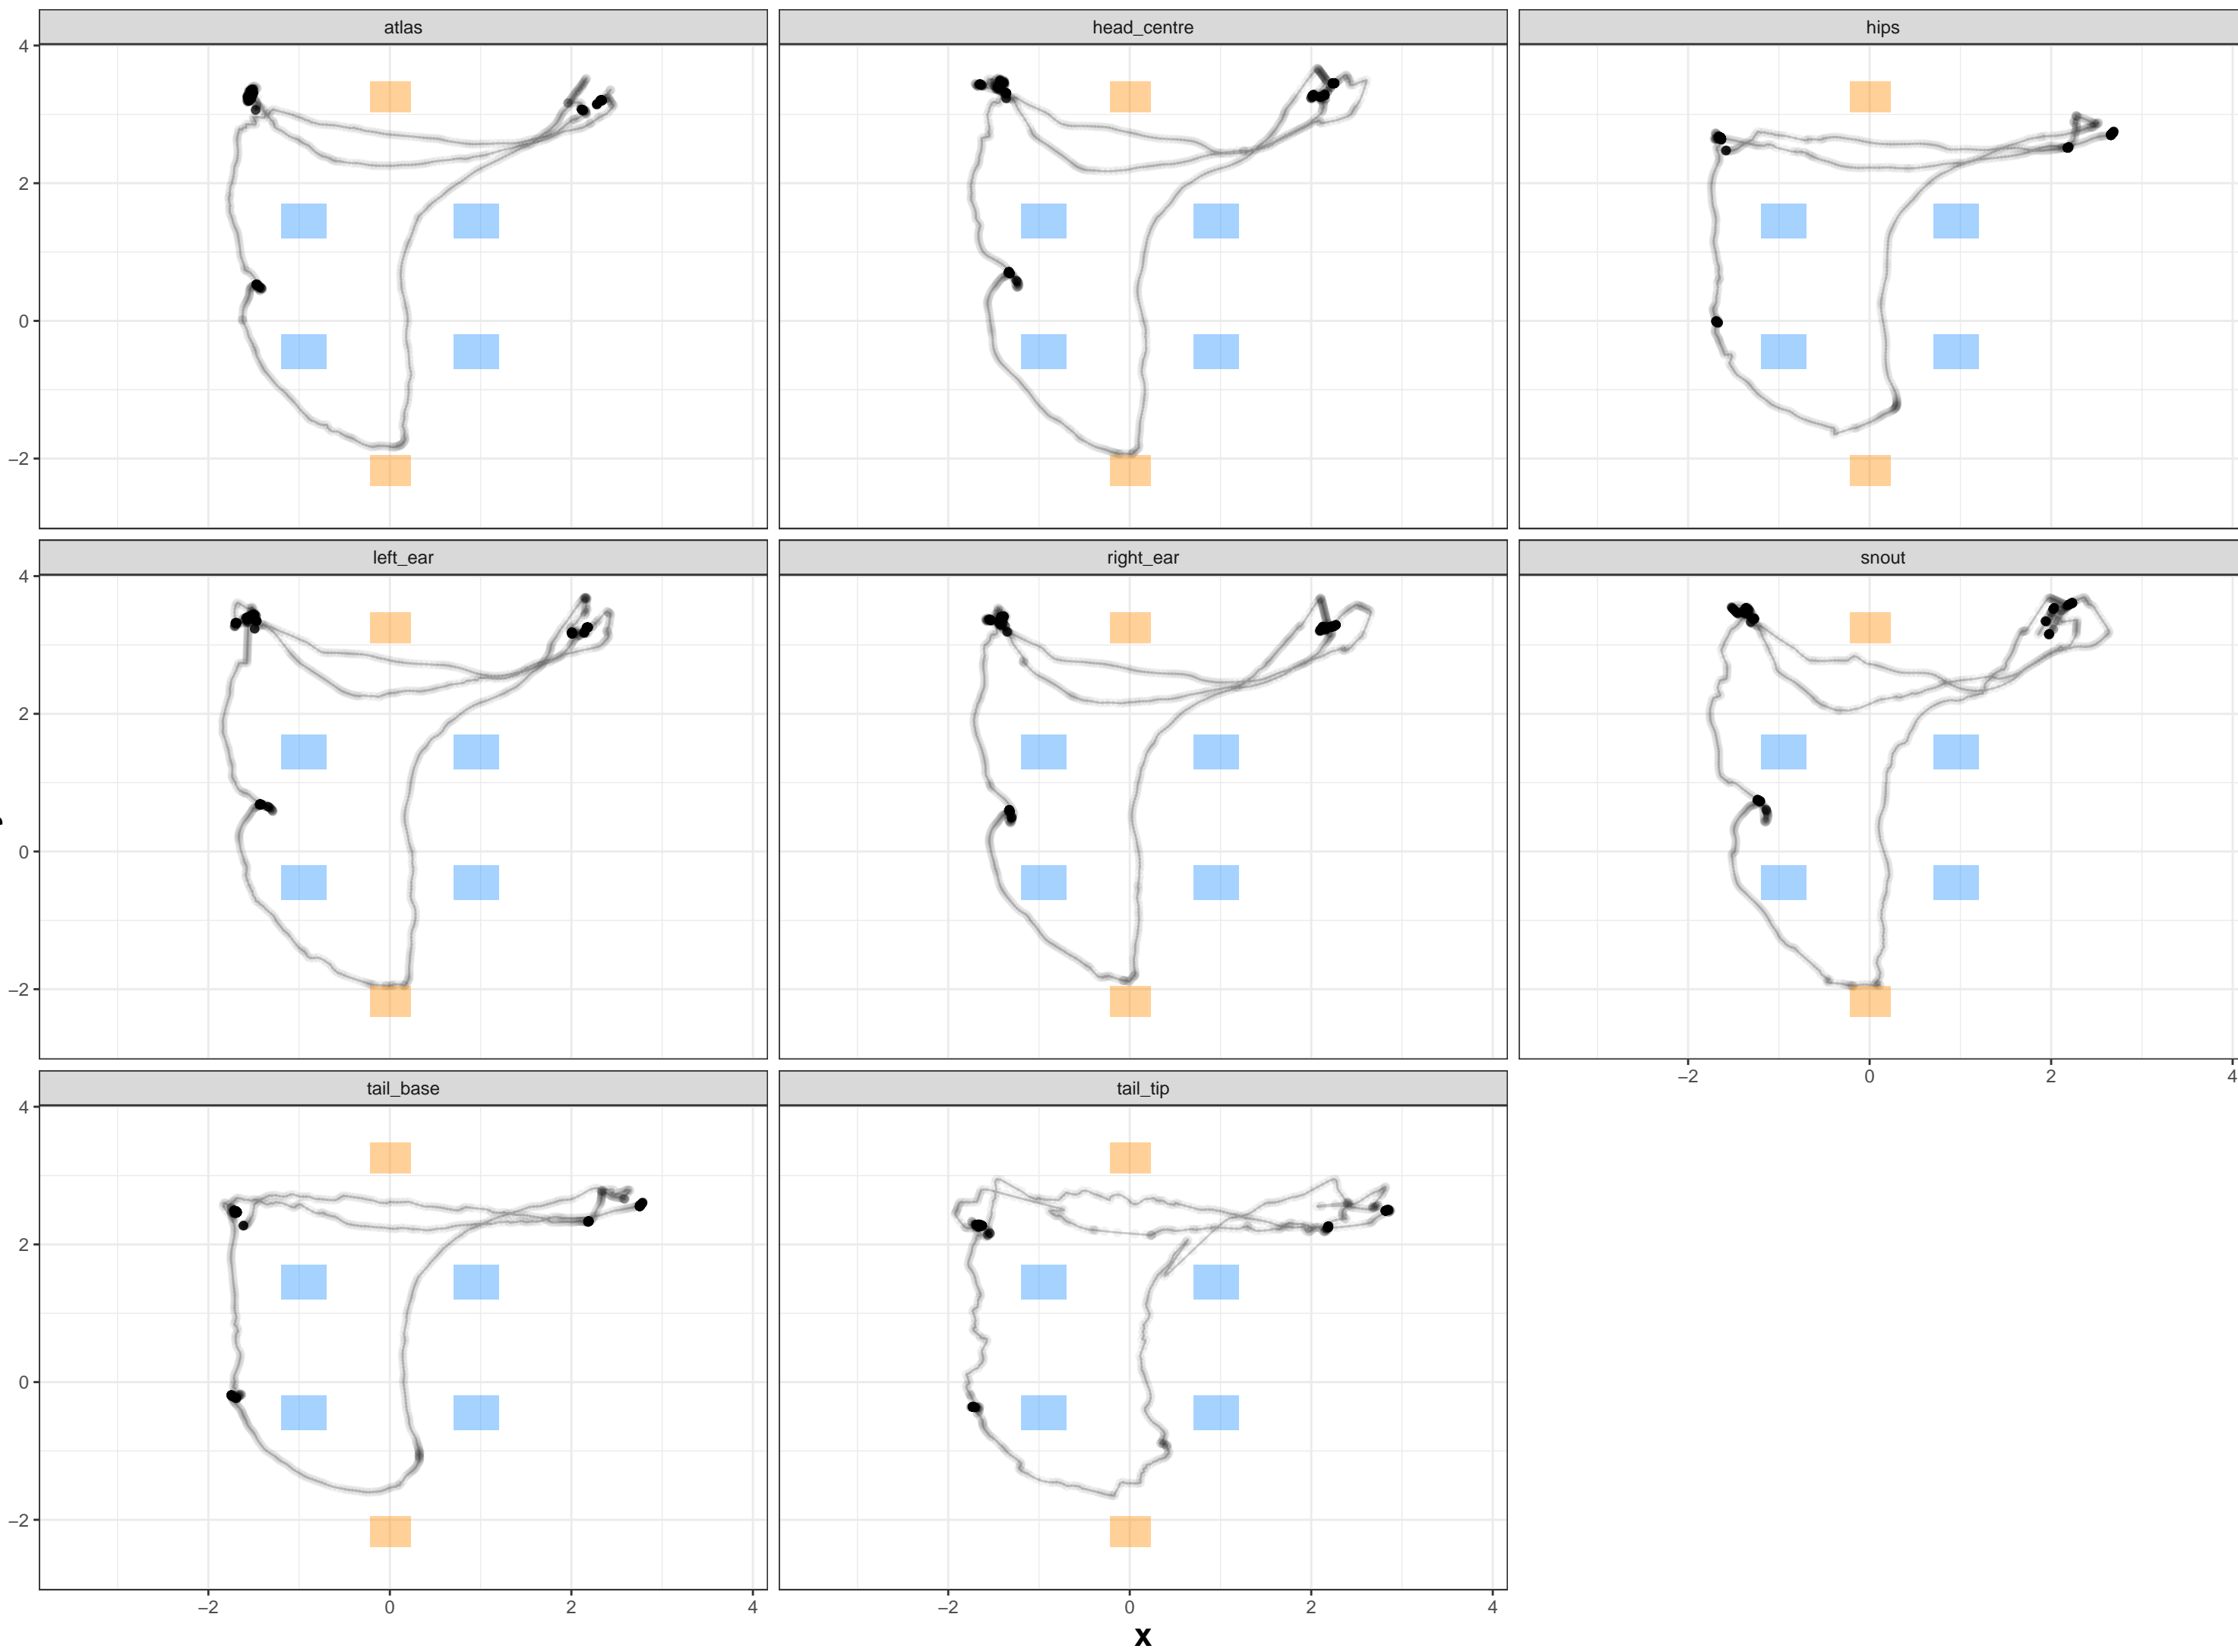 atlas head_centre hips
4
2
0
−2
left_ear right_ear snout
4
2
0
−2
−2 0 2 4
tail_base tail_tip
4
2
0
−2
−2 0 2 4 −2 0 2 4
x